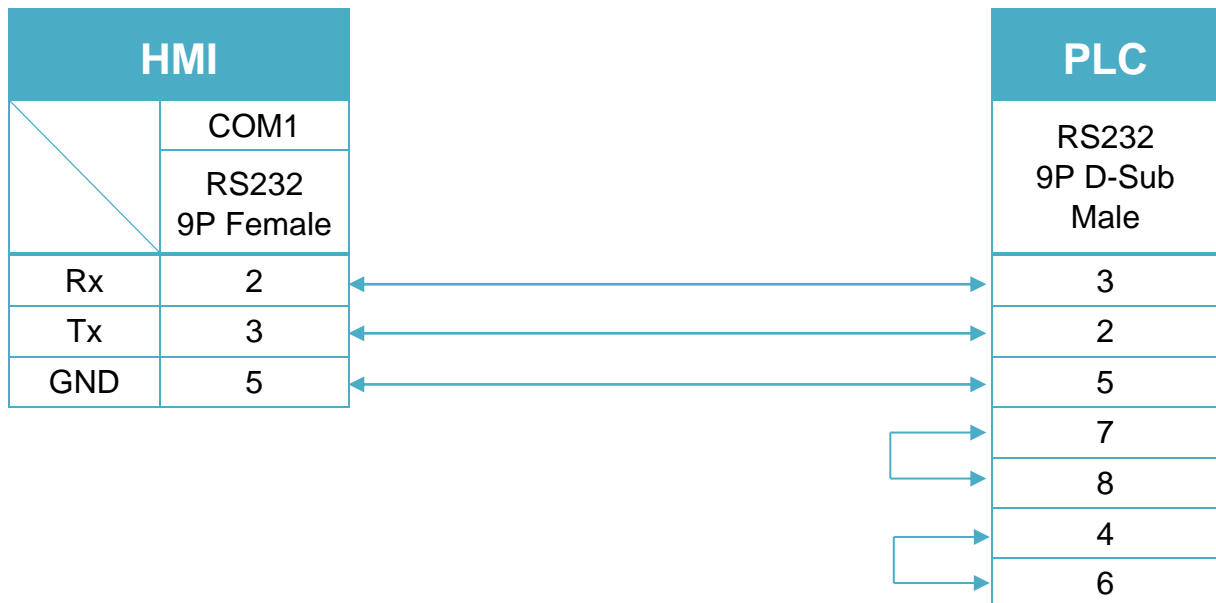 HMI
PLC
COM1
RS232
9P Female
RS232
9P D-Sub
Male
Rx 2 3
Tx 3 2
GND 5 5
7
8
4
6